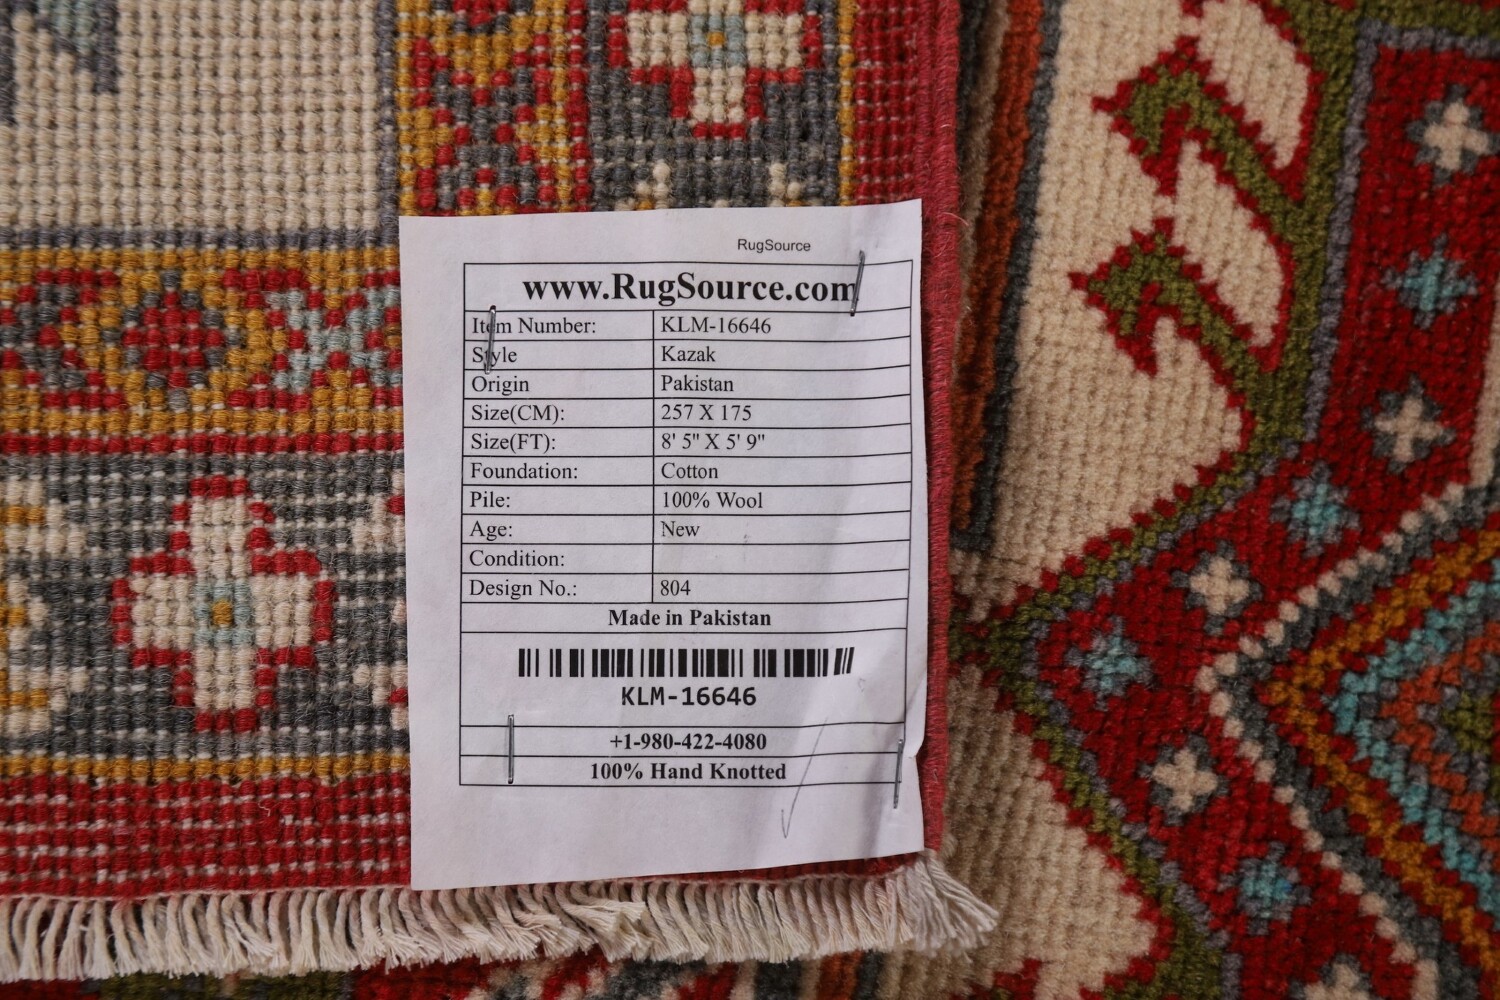 RugSource
www.RugSource.com
Item Number: KLM-16646
Style Kazak
Origin Pakistan
Size(CM): 257 X 175
Size(FT): 8' 5" X 5' 9"
Foundation: Cotton
Pile: 100% Wool
Age: New
Condition:
Design No.: 804
Made in Pakistan
KLM-16646
+1-980-422-4080
100% Hand Knotted